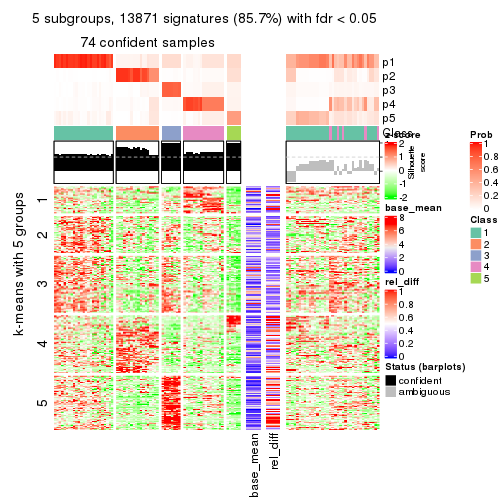 5 subgroups, 13871 signatures (85.7%) with fdr < 0.05
74 confident samples
p1
p2
p3
p4
p5
Class
1
0.5
0
Silhouette
score
k-means with 5 groups
1
2
3
4
5
base_mean
rel_diff
z-score
2
1
0
-1
-2
base_mean
8
6
4
2
0
rel_diff
1
0.8
0.6
0.4
0.2
0
Status (barplots)
confident
ambiguous
Prob
1
0.8
0.6
0.4
0.2
0
Class
1
2
3
4
5